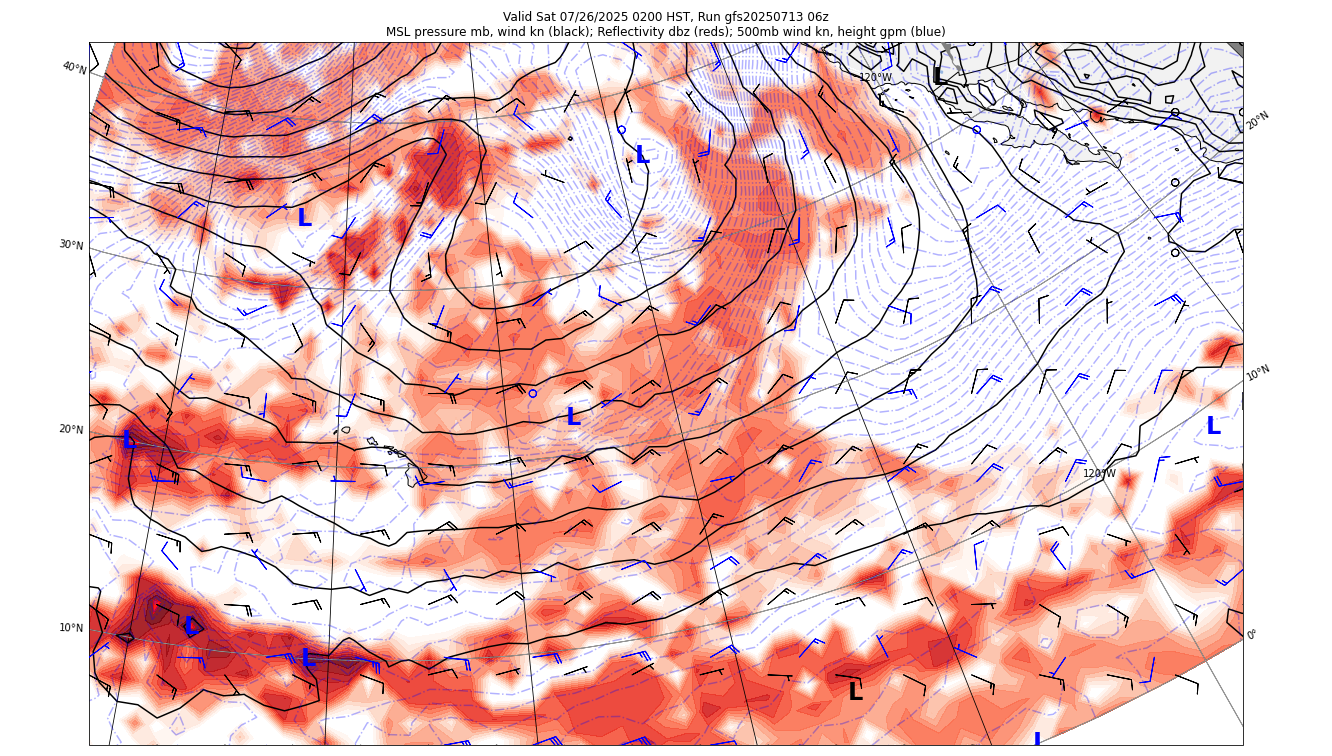 Valid Sat 07/26/2025 0200 HST, Run gfs20250713 06z
MSL pressure mb, wind kn (black); Reflectivity dbz (reds); 500mb wind kn, height gpm (blue)
40°N
120°W
L
20°N
L
L
30°N
10°N
L
L
20°N
L
120°W
10°N
L
0°
L
L
L